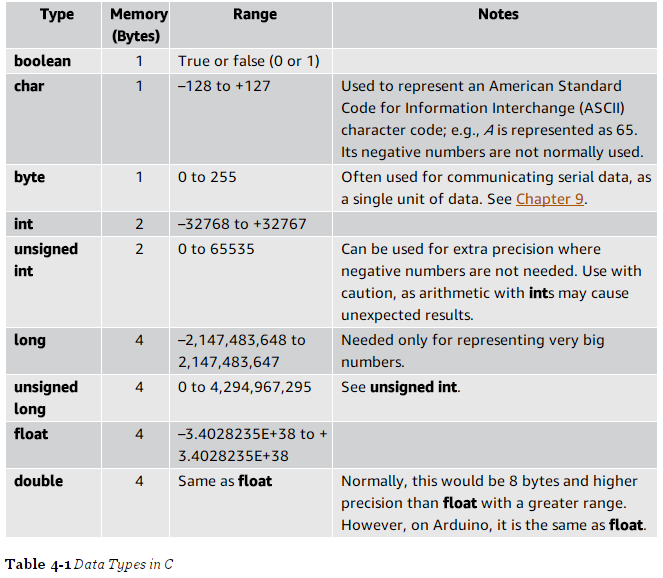 Type Memory (Bytes) Range Notes
boolean 1 True or false (0 or 1)
char 1 –128 to +127 Used to represent an American Standard
Code for Information Interchange (ASCII)
character code; e.g., A is represented as 65.
Its negative numbers are not normally used.
byte 1 0 to 255 Often used for communicating serial data, as
a single unit of data. See Chapter 9.
int 2 –32768 to +32767
unsigned int 2 0 to 65535 Can be used for extra precision where
negative numbers are not needed. Use with
caution, as arithmetic with ints may cause
unexpected results.
long 4 –2,147,483,648 to 2,147,483,647 Needed only for representing very big
numbers.
unsigned long 4 0 to 4,294,967,295 See unsigned int.
float 4 –3.4028235E+38 to +
3.4028235E+38
double 4 Same as float Normally, this would be 8 bytes and higher
precision than float with a greater range.
However, on Arduino, it is the same as float.
Table 4-1 Data Types in C